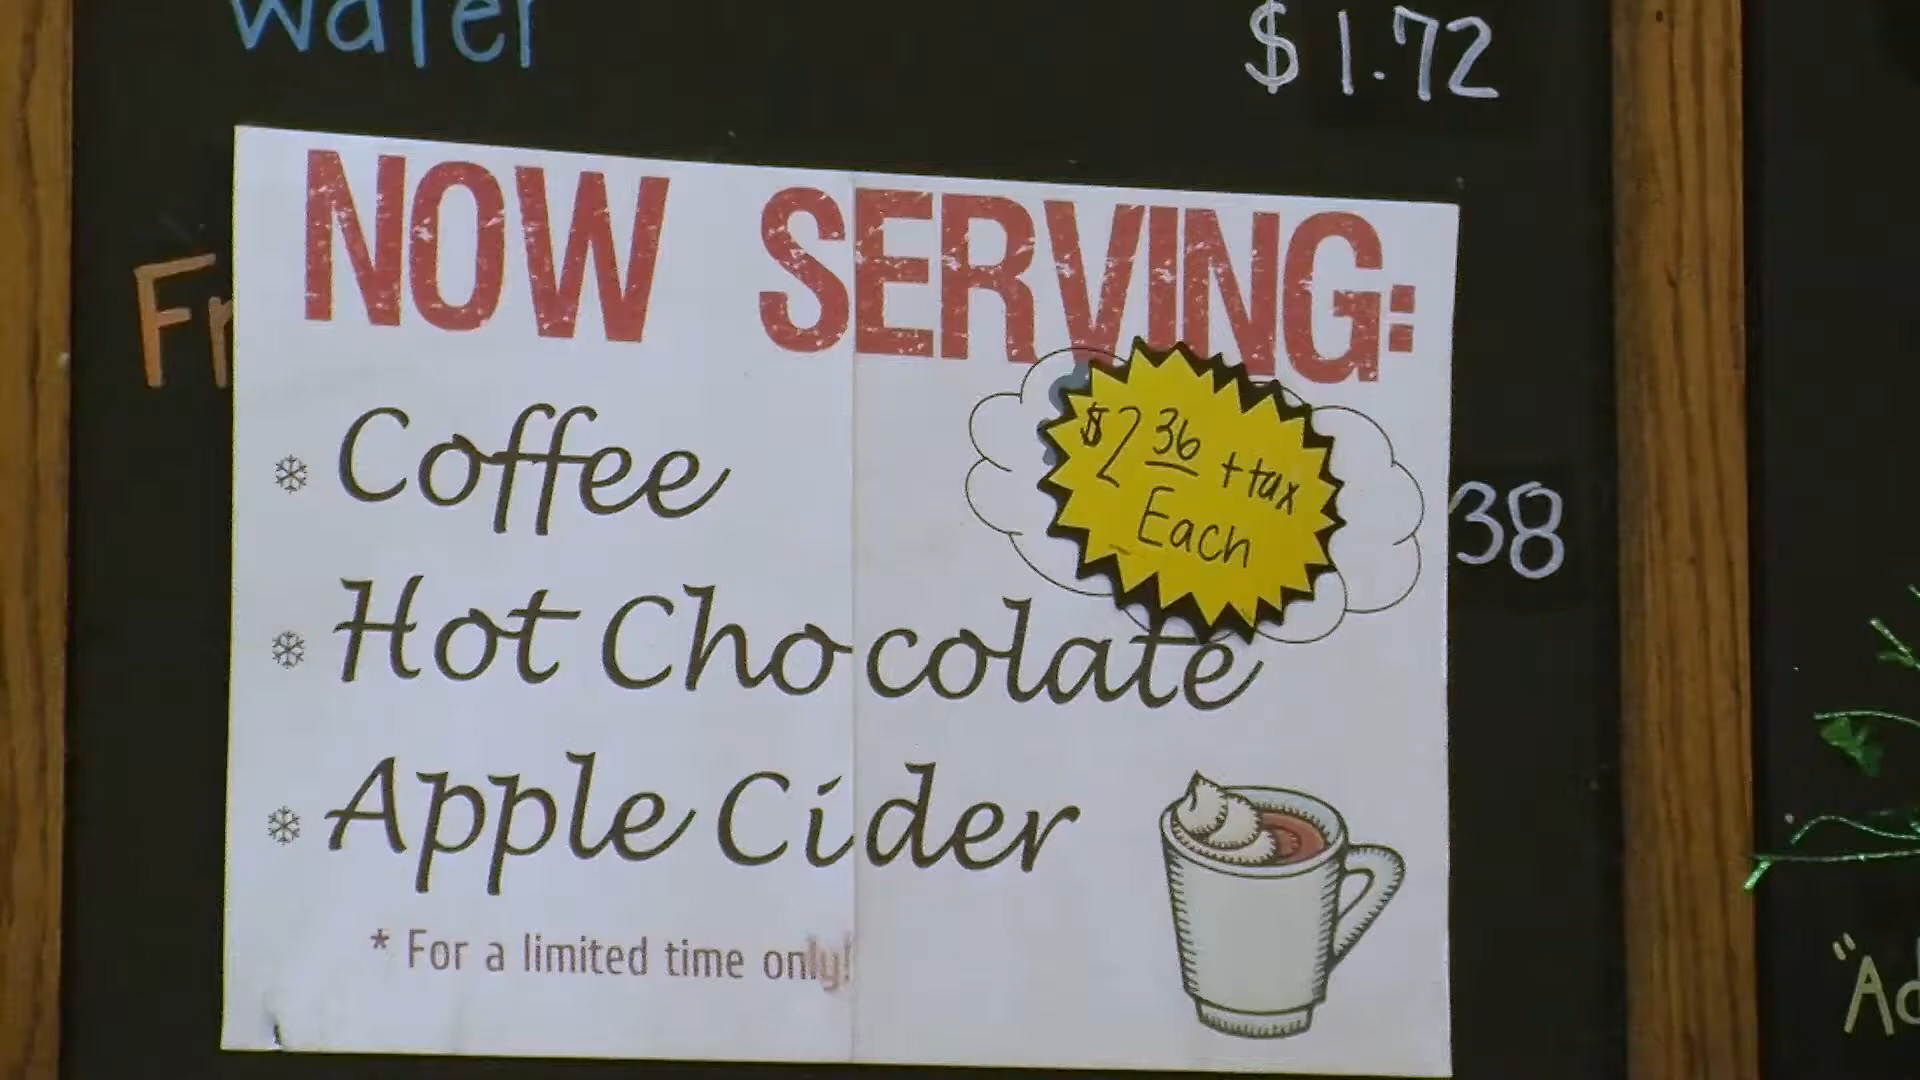 Water
$1.72
NOW SERVING:
Fr
Coffee
$2 36 + tax
Each
38
Hot Chocolate
Apple Cider
* For a limited time only!
"Ad